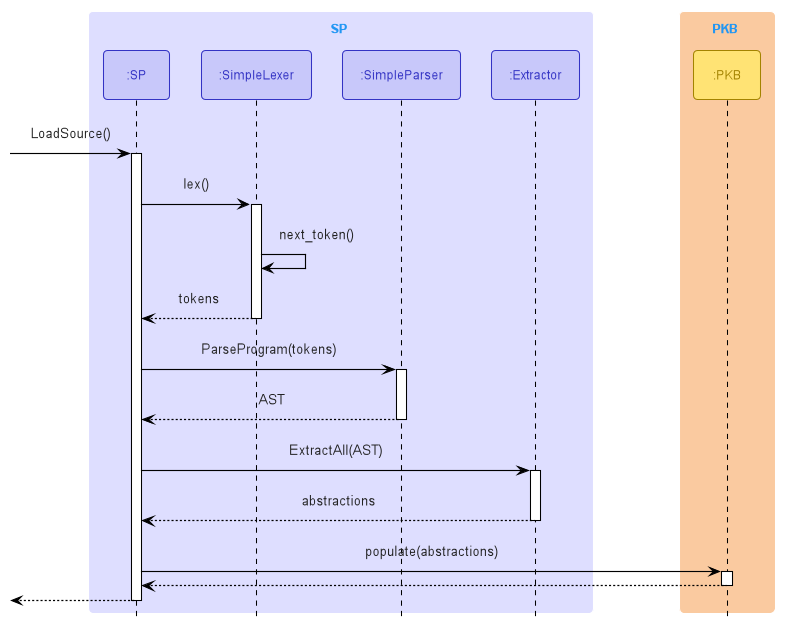 SP
PKB
:SP
:SimpleLexer
:SimpleParser
:Extractor
:PKB
LoadSource()
lex()
next_token()
tokens
ParseProgram(tokens)
AST
ExtractAll(AST)
abstractions
populate(abstractions)